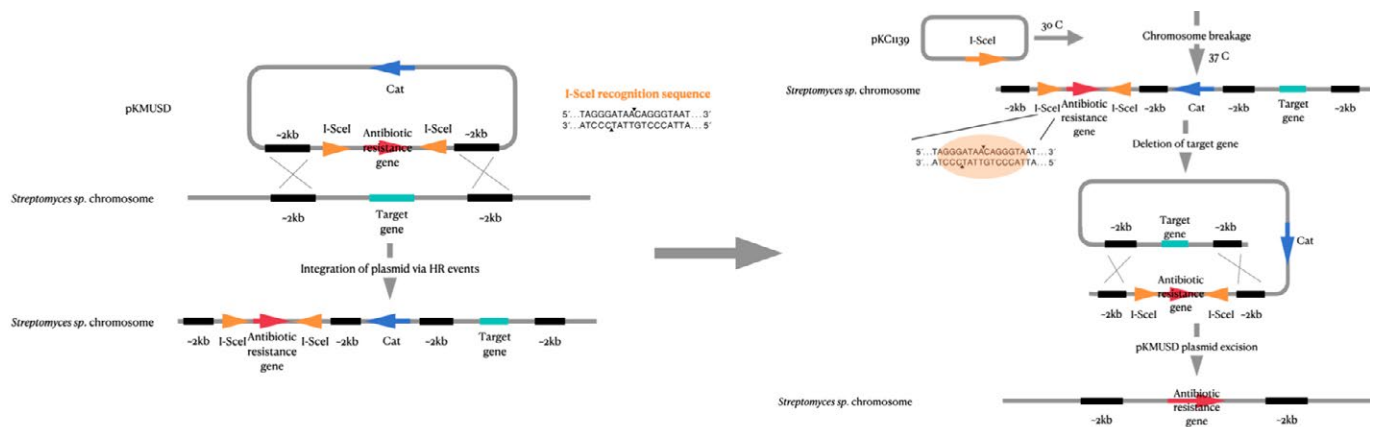 Cat
pKMUSD
I-SceI recognition sequence
5´...TAGGGATAACAGGGTAAT...3´
3´...ATCCCTATTGTCCCATTA...5´
~2kb
I-SceI
Antibiotic
resistance
gene
I-SceI
~2kb
Streptomyces sp. chromosome
~2kb
Target
gene
~2kb
Integration of plasmid via HR events
Streptomyces sp. chromosome
~2kb
I-SceI
Antibiotic
resistance
gene
I-SceI
~2kb
Cat
~2kb
Target
gene
~2kb
pKC1139
I-SceI
30 C
Chromosome breakage
37 C
Streptomyces sp. chromosome
~2kb
I-SceI
Antibiotic
resistance
gene
I-SceI
~2kb
Cat
~2kb
Target
gene
~2kb
5´...TAGGGATAACAGGGTAAT...3´
3´...ATCCCTATTGTCCCATTA...5´
Deletion of target gene
~2kb
Target
gene
~2kb
Cat
Antibiotic
resistance
gene
~2kb
I-SceI
I-SceI
~2kb
pKMUSD plasmid excision
Streptomyces sp. chromosome
~2kb
Antibiotic
resistance
gene
~2kb